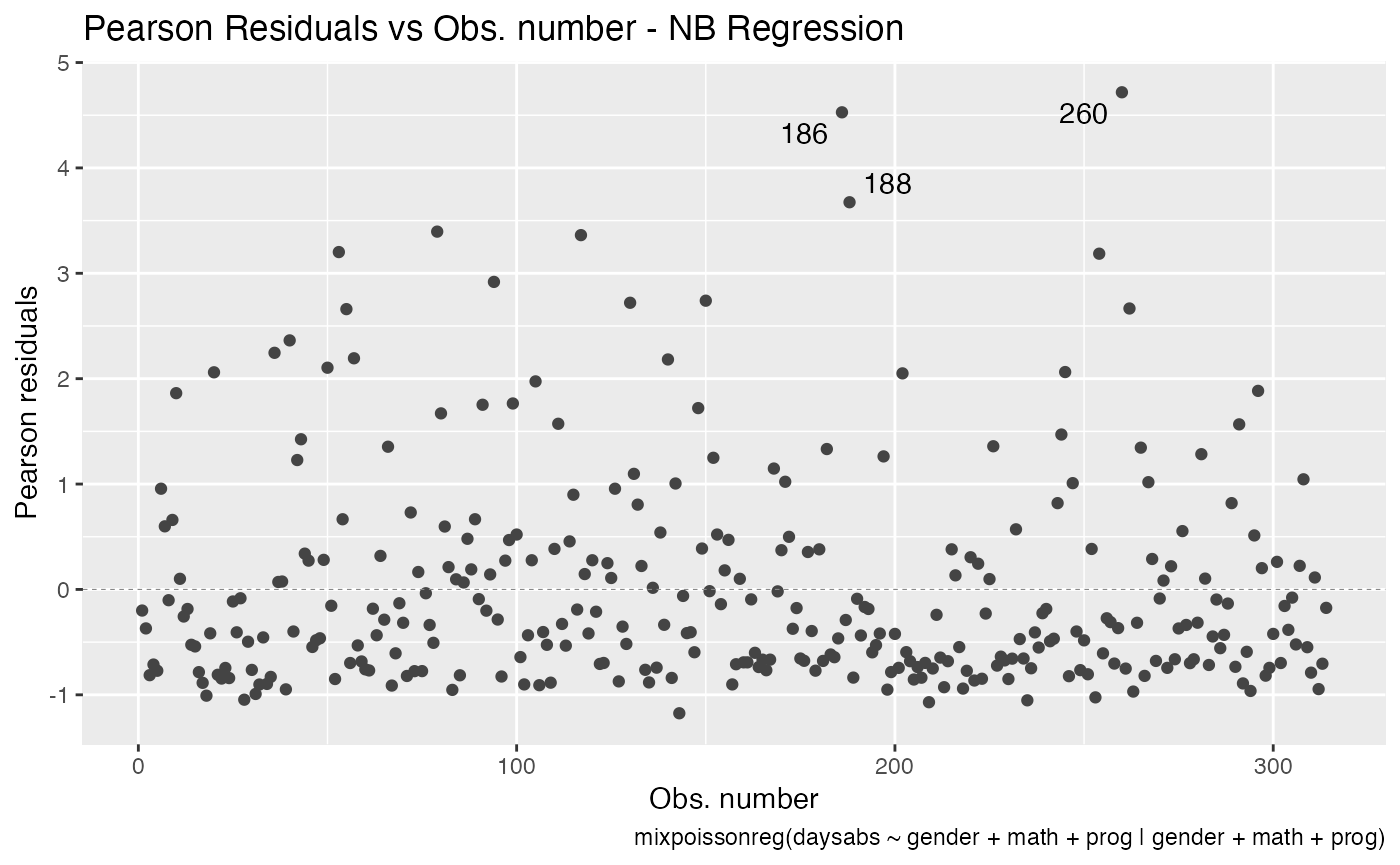 Pearson Residuals vs Obs. number - NB Regression
5
4
3
2
1
0
-1
Pearson residuals
186
260
188
0 100 200 300
Obs. number
mixpoissonreg(daysabs ~ gender + math + prog | gender + math + prog)